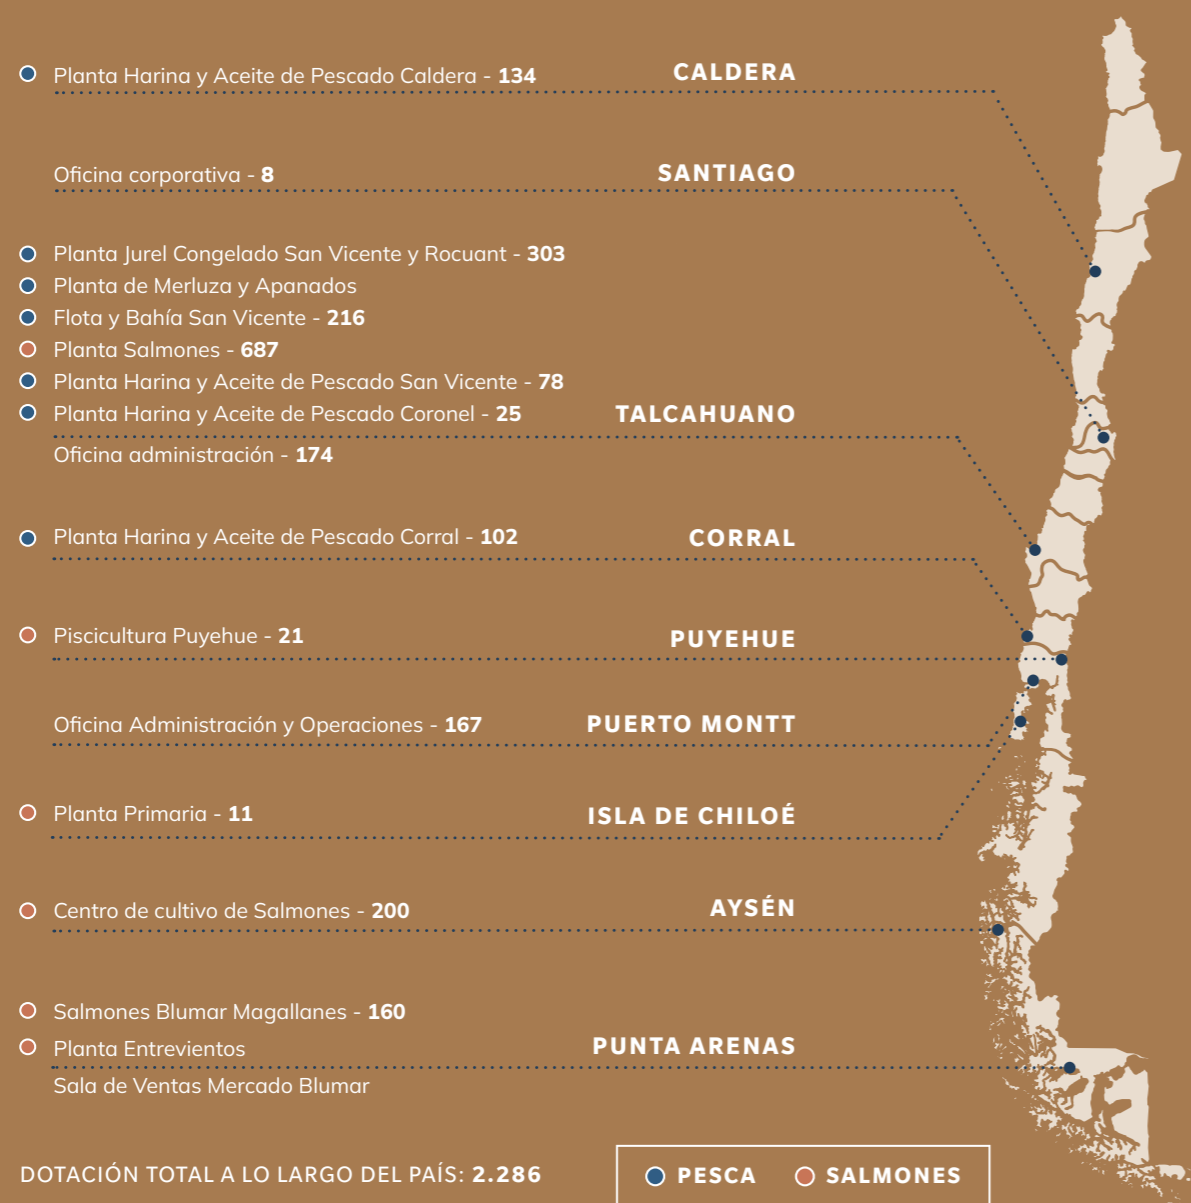 Planta Harina y Aceite de Pescado Caldera - 134
CALDERA
Oficina corporativa - 8
SANTIAGO
Planta Jurel Congelado San Vicente y Rocuant - 303
Planta de Merluza y Apanados
Flota y Bahía San Vicente - 216
Planta Salmones - 687
Planta Harina y Aceite de Pescado San Vicente - 78
Planta Harina y Aceite de Pescado Coronel - 25
TALCAHUANO
Oficina administración - 174
Planta Harina y Aceite de Pescado Corral - 102
CORRAL
Piscicultura Puyehue - 21
PUYEHUE
Oficina Administración y Operaciones - 167
PUERTO MONTT
Planta Primaria - 11
ISLA DE CHILOÉ
Centro de cultivo de Salmones - 200
AYSÉN
Salmones Blumar Magallanes - 160
Planta Entrevientos
PUNTA ARENAS
Sala de Ventas Mercado Blumar
DOTACIÓN TOTAL A LO LARGO DEL PAÍS: 2.286
PESCA
SALMONES